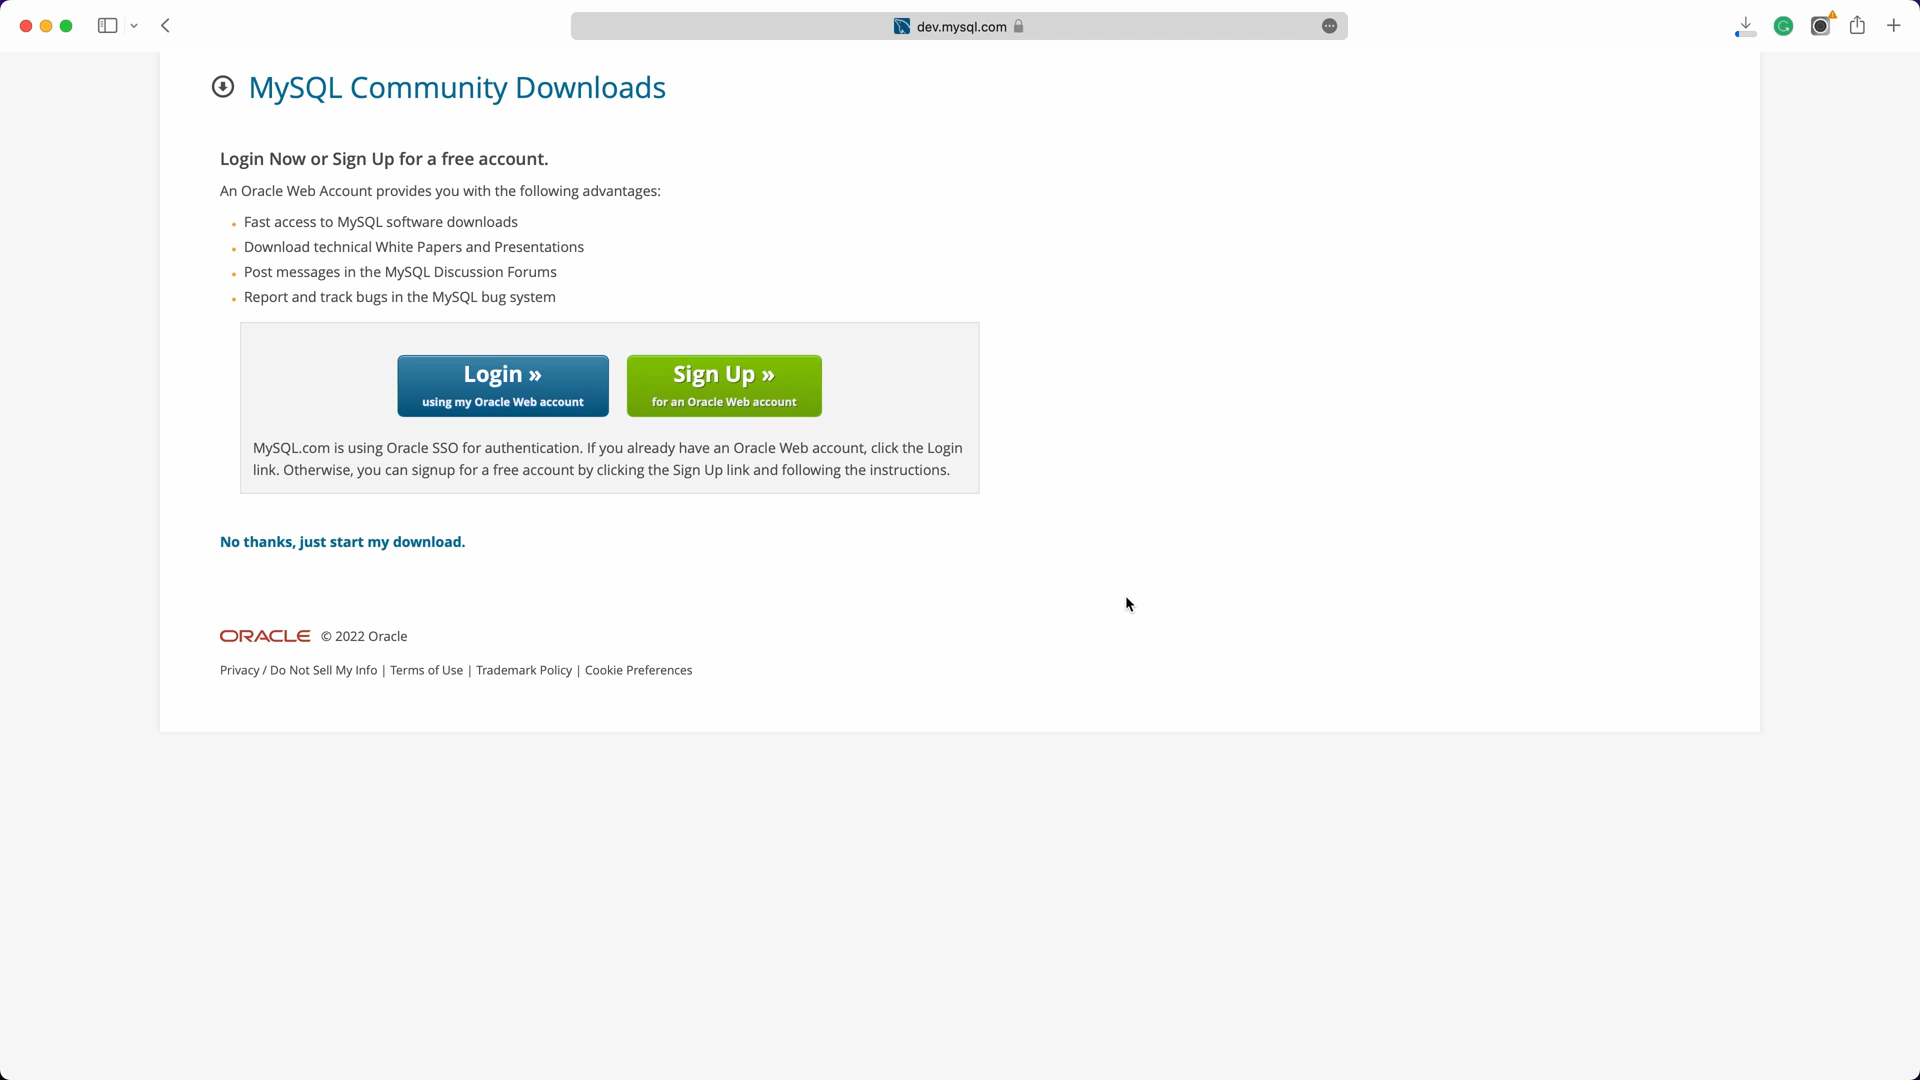 dev.mysql.com
MySQL Community Downloads
Login Now or Sign Up for a free account.
An Oracle Web Account provides you with the following advantages:
Fast access to MySQL software downloads
Download technical White Papers and Presentations
Post messages in the MySQL Discussion Forums
Report and track bugs in the MySQL bug system
Login »
using my Oracle Web account
Sign Up »
for an Oracle Web account
MySQL.com is using Oracle SSO for authentication. If you already have an Oracle Web account, click the Login
link. Otherwise, you can signup for a free account by clicking the Sign Up link and following the instructions.
No thanks, just start my download.
ORACLE © 2022 Oracle
Privacy / Do Not Sell My Info | Terms of Use | Trademark Policy | Cookie Preferences